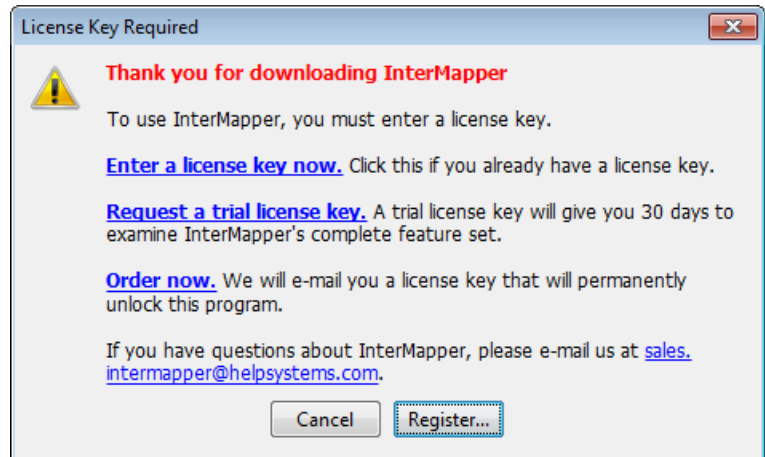 License Key Required
Thank you for downloading InterMapper
To use InterMapper, you must enter a license key.
Enter a license key now. Click this if you already have a license key.
Request a trial license key. A trial license key will give you 30 days to
examine InterMapper's complete feature set.
Order now. We will e-mail you a license key that will permanently
unlock this program.
If you have questions about InterMapper, please e-mail us at sales.
intermapper@helpsystems.com.
Cancel Register...